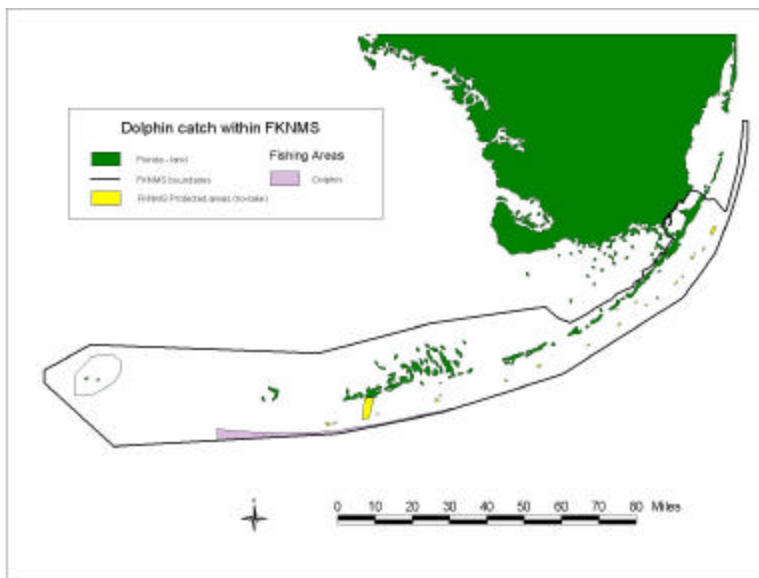 Dolphin catch within FKNMS
Florida - land
FKNMS boundaries
FKNMS Protected areas (no-take)
Fishing Areas
Dolphin
0 10 20 30 40 50 60 70 80 Miles